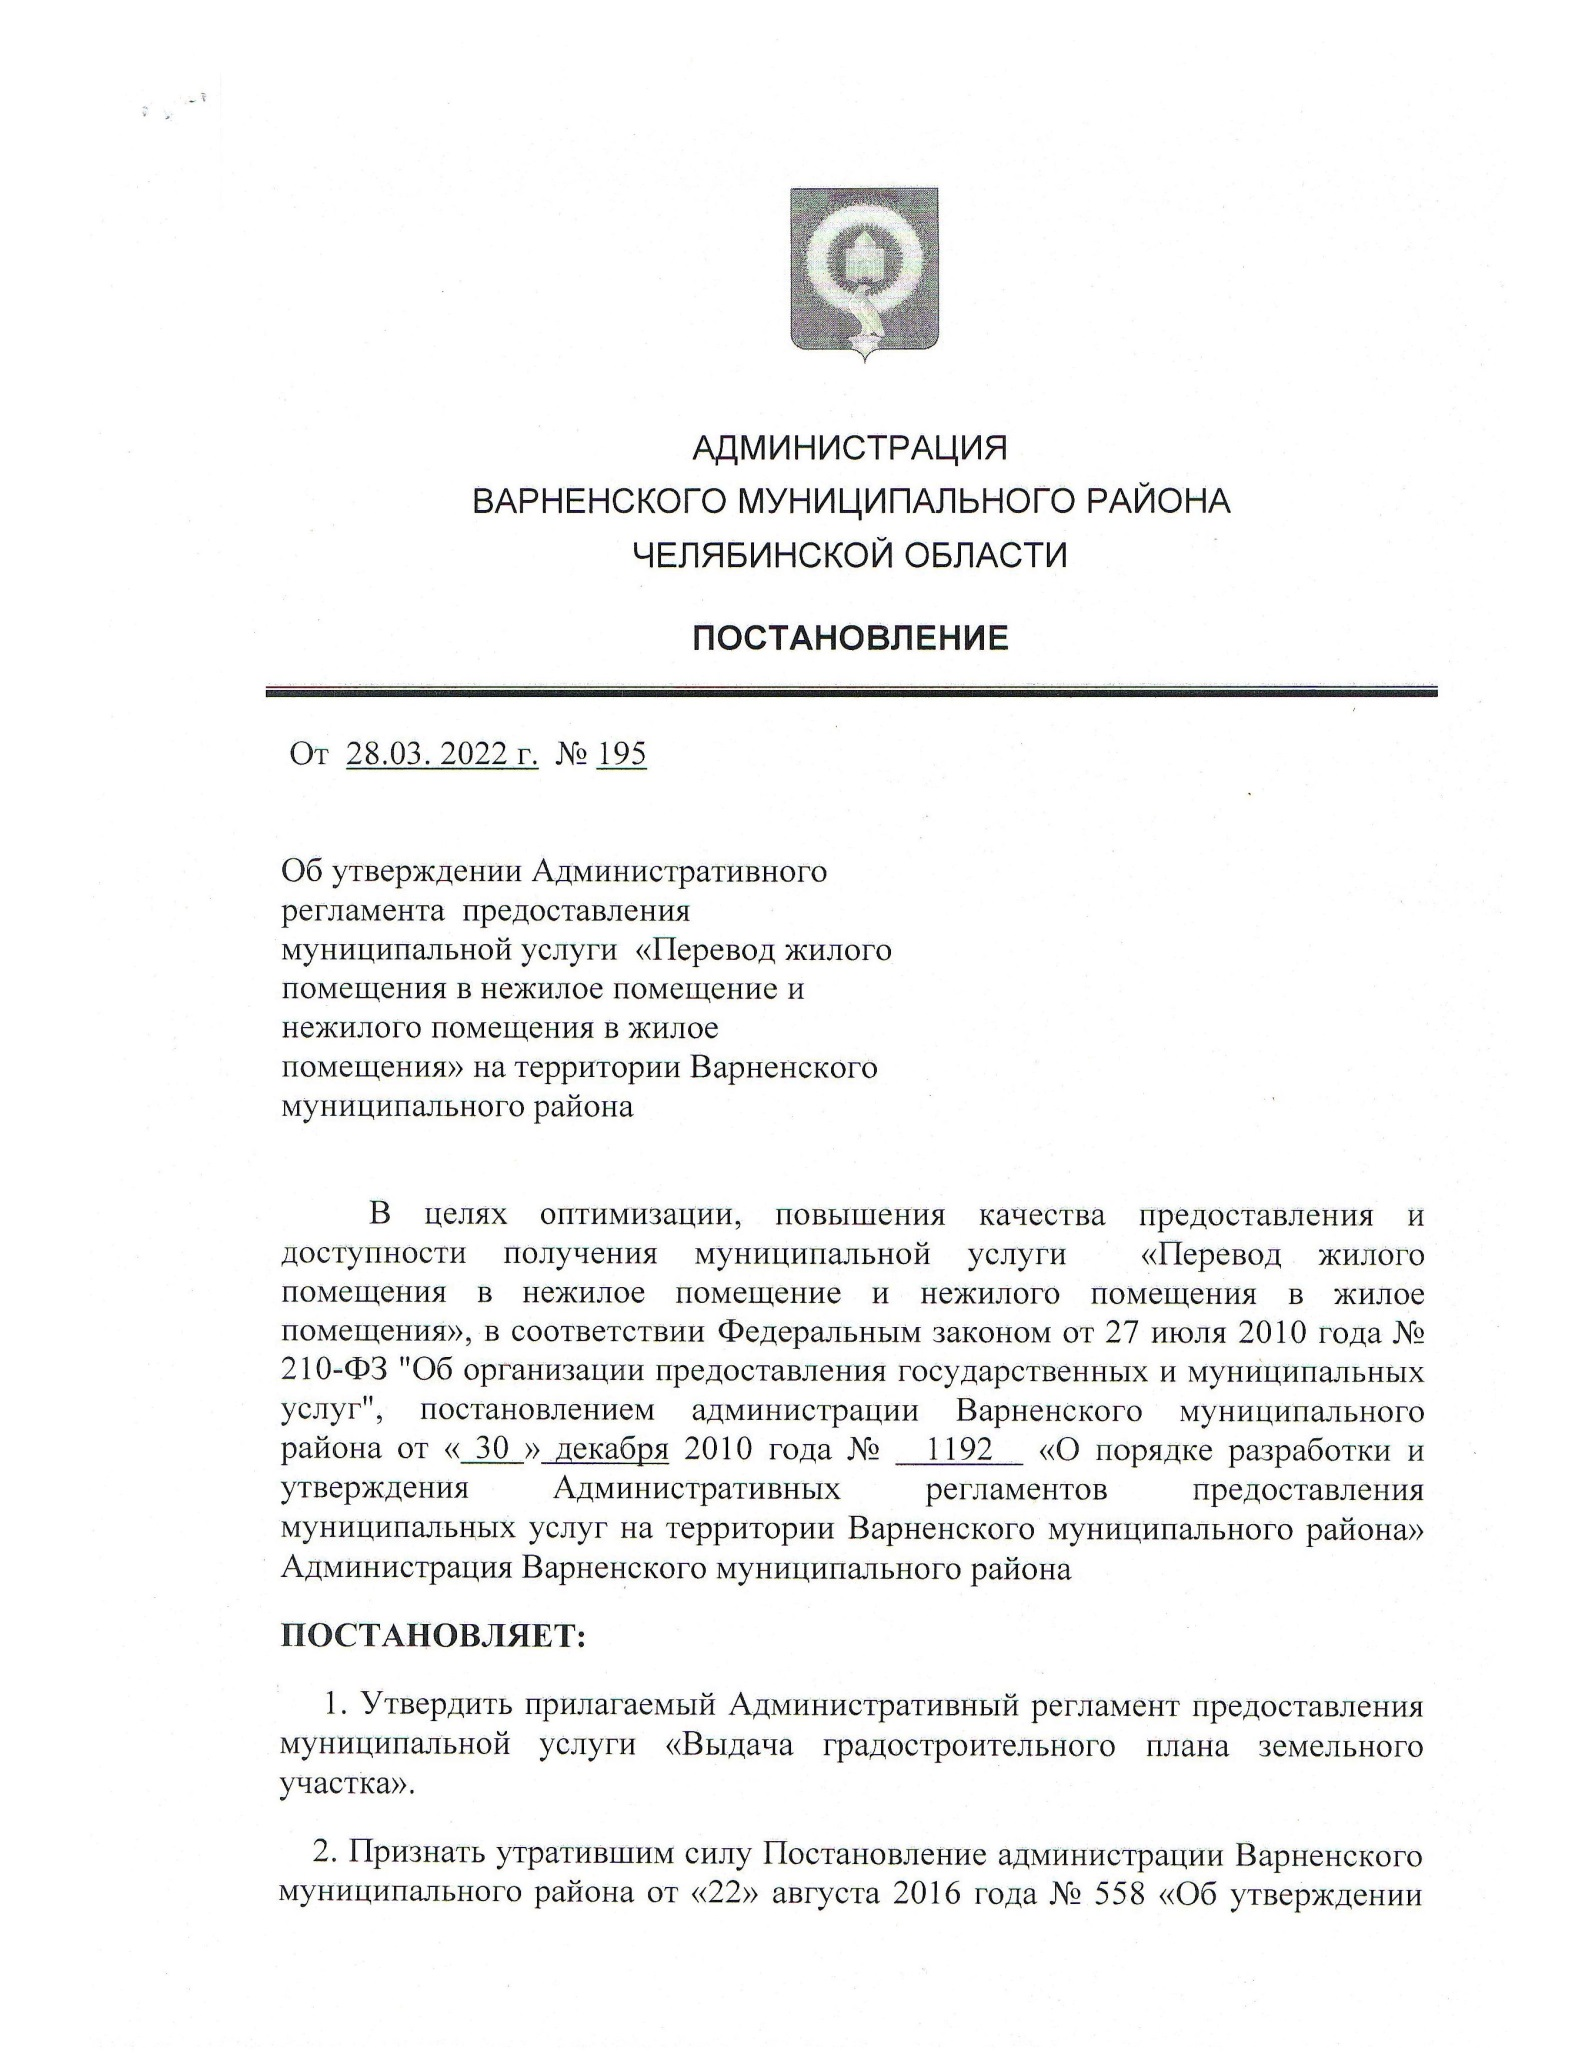 АДМИНИСТРАЦИЯ
ВАРНЕНСКОГО МУНИЦИПАЛЬНОГО РАЙОНА
ЧЕЛЯБИНСКОЙ ОБЛАСТИ
ПОСТАНОВЛЕНИЕ
От 28.03. 2022 г. № 195
Об утверждении Административного
регламента предоставления
муниципальной услуги «Перевод жилого
помещения в нежилое помещение и
нежилого помещения в жилое
помещения» на территории Варненского
муниципального района
В целях оптимизации, повышения качества предоставления и
доступности получения муниципальной услуги «Перевод жилого
помещения в нежилое помещение и нежилого помещения в жилое
помещения», в соответствии Федеральным законом от 27 июля 2010 года №
210-ФЗ "Об организации предоставления государственных и муниципальных
услуг", постановлением администрации Варненского муниципального
района от « 30 » декабря 2010 года № 1192 «О порядке разработки и
утверждения Административных регламентов предоставления
муниципальных услуг на территории Варненского муниципального района»
Администрация Варненского муниципального района
ПОСТАНОВЛЯЕТ:
1. Утвердить прилагаемый Административный регламент предоставления
муниципальной услуги «Выдача градостроительного плана земельного
участка».
2. Признать утратившим силу Постановление администрации Варненского
муниципального района от «22» августа 2016 года № 558 «Об утверждении